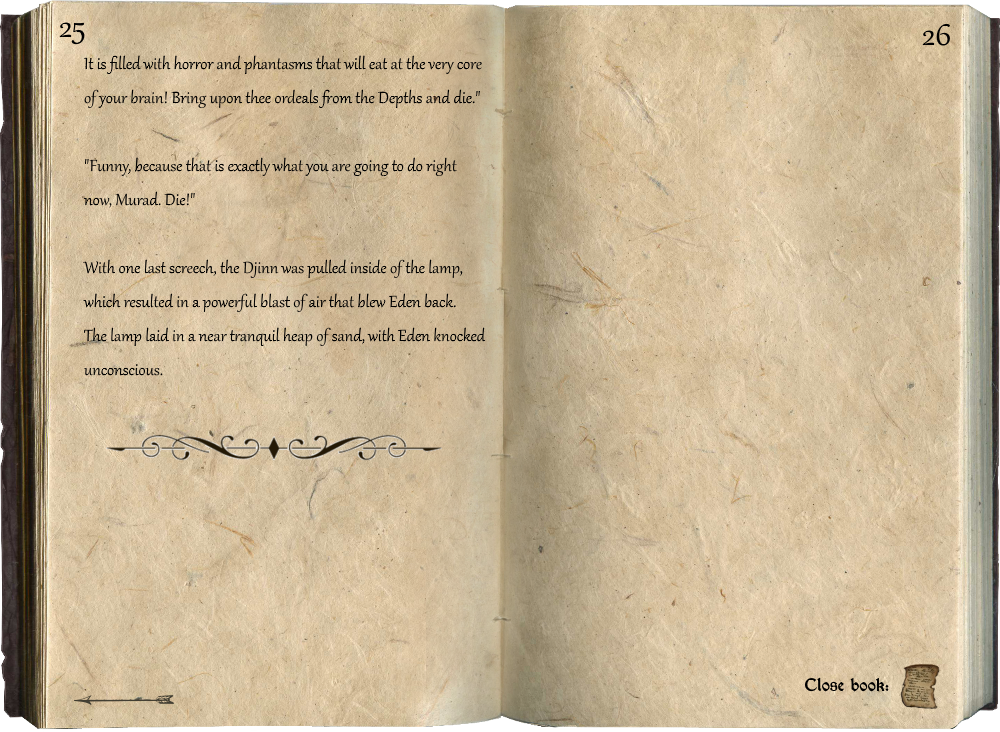 25
It is filled with horror and phantasms that will eat at the very core
of your brain! Bring upon thee ordeals from the Depths and die."
"Funny, because that is exactly what you are going to do right
now, Murad. Die!"
With one last screech, the Djinn was pulled inside of the lamp,
which resulted in a powerful blast of air that blew Eden back.
The lamp laid in a near tranquil heap of sand, with Eden knocked
unconscious.
26
Close book: